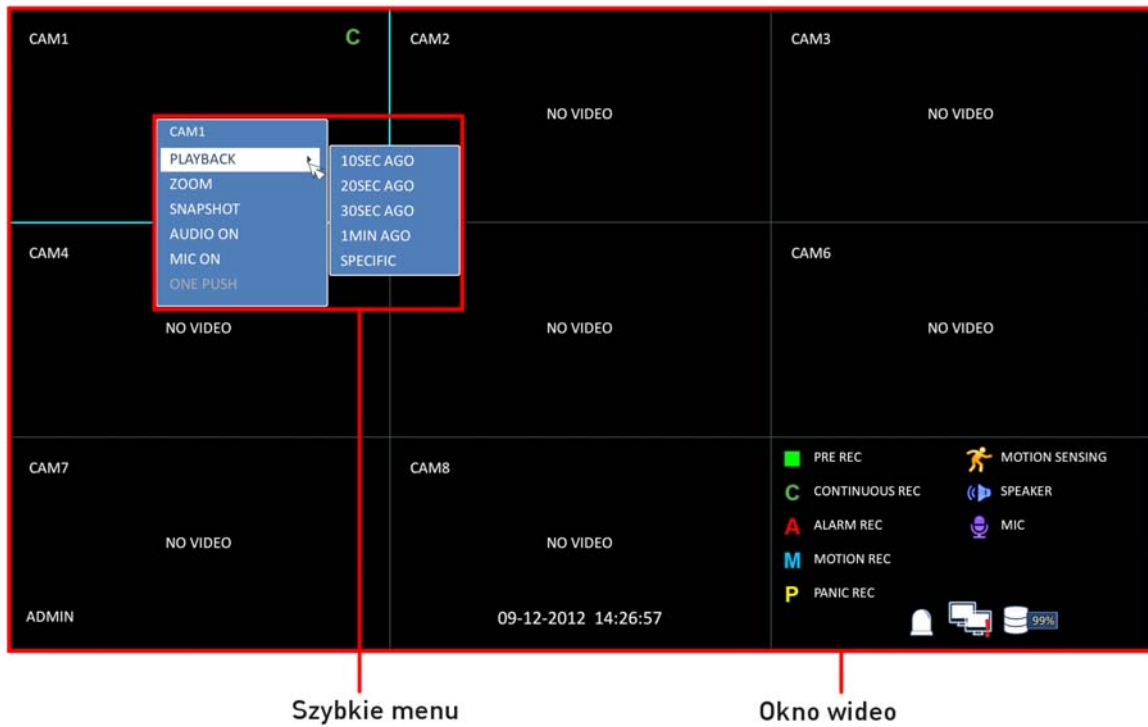 CAM1
C
CAM2
CAM3
NO VIDEO
NO VIDEO
CAM1
PLAYBACK
ZOOM
SNAPSHOT
AUDIO ON
MIC ON
ONE PUSH
10SEC AGO
20SEC AGO
30SEC AGO
1MIN AGO
SPECIFIC
CAM4
CAM6
NO VIDEO
NO VIDEO
NO VIDEO
CAM7
CAM8
NO VIDEO
NO VIDEO
PRE REC
C CONTINUOUS REC
A ALARM REC
M MOTION REC
P PANIC REC
MOTION SENSING
SPEAKER
MIC
ADMIN
09-12-2012 14:26:57
99%
Szybkie menu
Okno wideo